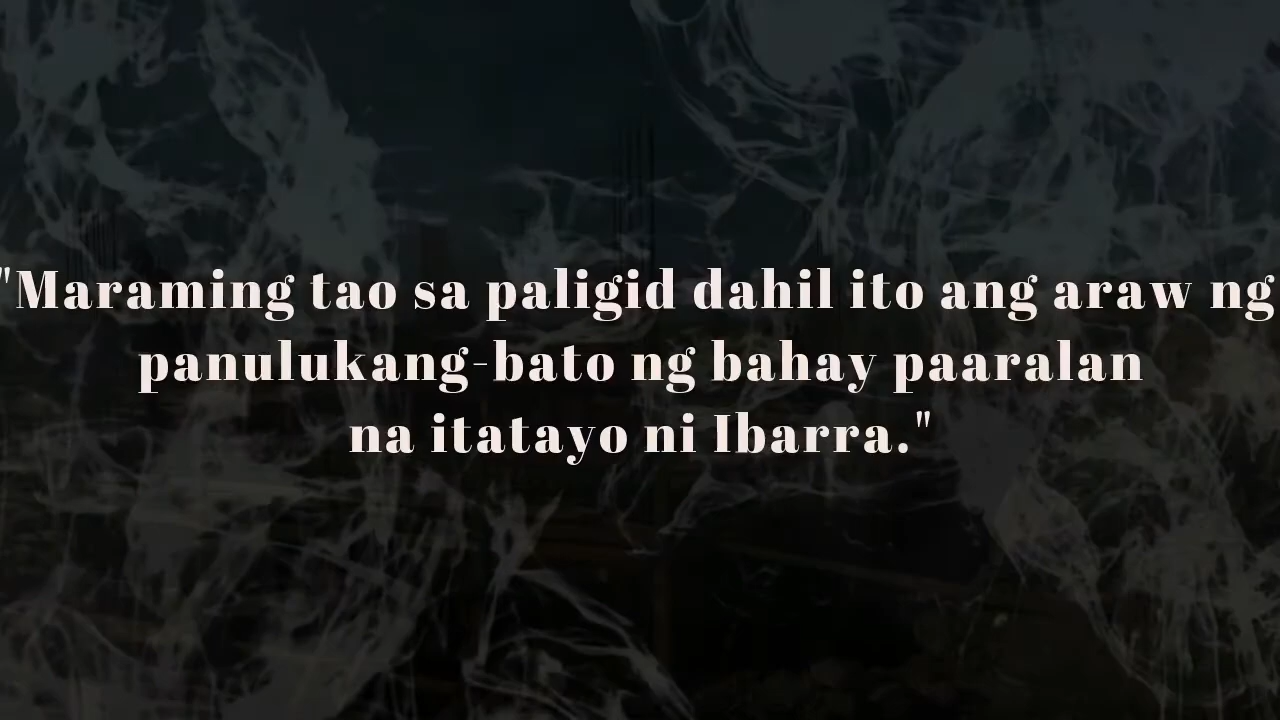 "Maraming tao sa paligid dahil ito ang araw ng
panulukang-bato ng bahay paaralan
na itatayo ni Ibarra."